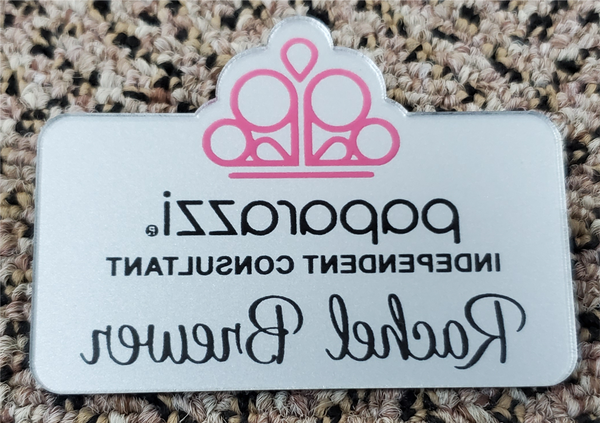 paparazzi®
INDEPENDENT CONSULTANT
Rachel Brewer